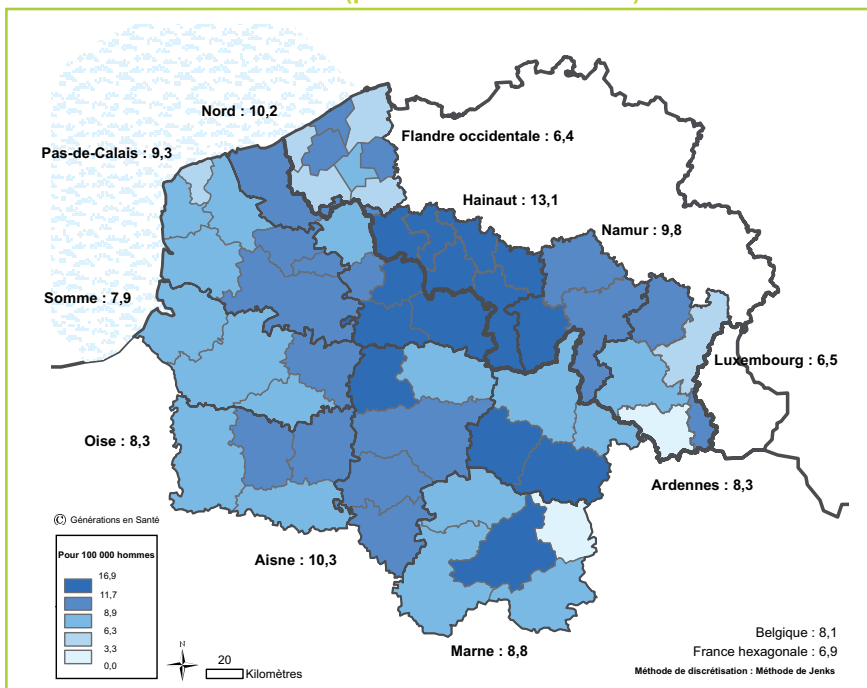 Nord : 10,2
Flandre occidentale : 6,4
Pas-de-Calais : 9,3
Hainaut : 13,1
Namur : 9,8
Somme : 7,9
Luxembourg : 6,5
Oise : 8,3
Ardennes : 8,3
© Générations en Santé
Aisne : 10,3
Pour 100 000 hommes
16,9
11,7
8,9
6,3
3,3
0,0
N
20
Kilomètres
Marne : 8,8
Belgique : 8,1
France hexagonale : 6,9
Méthode de discrétisation : Méthode de Jenks